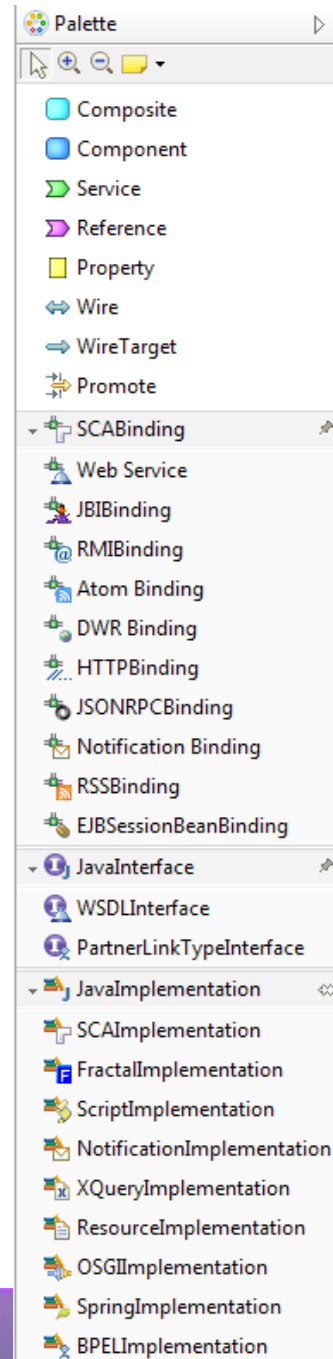 Palette
Composite
Component
Service
Reference
Property
Wire
WireTarget
Promote
SCABinding
Web Service
JBIBinding
RMIBinding
Atom Binding
DWR Binding
HTTPBinding
JSONRPCBinding
Notification Binding
RSSBinding
EJBSessionBeanBinding
JavaInterface
WSDLInterface
PartnerLinkTypeInterface
JavaImplementation
SCAImplementation
FractalImplementation
ScriptImplementation
NotificationImplementation
XQueryImplementation
ResourceImplementation
OSGIImplementation
SpringImplementation
BPELImplementation